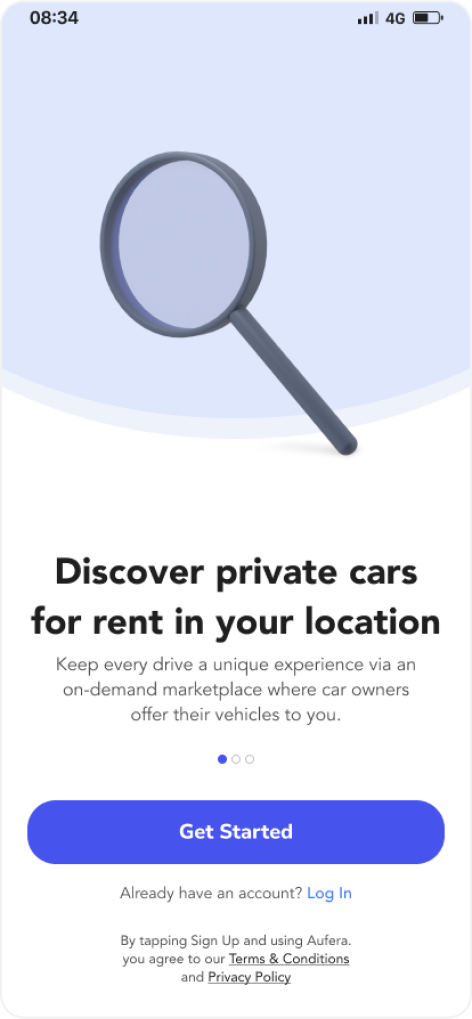 08:34
4G
Discover private cars
for rent in your location
Keep every drive a unique experience via an
on-demand marketplace where car owners
offer their vehicles to you.
Get Started
Already have an account? Log In
By tapping Sign Up and using Aufera.
you agree to our Terms & Conditions
and Privacy Policy